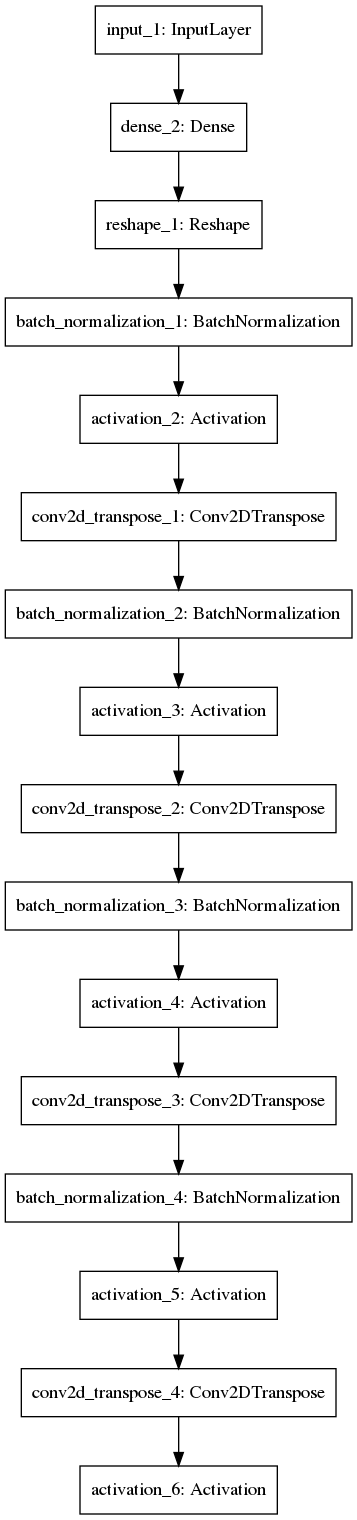 input_1: InputLayer
dense_2: Dense
reshape_1: Reshape
batch_normalization_1: BatchNormalization
activation_2: Activation
conv2d_transpose_1: Conv2DTranspose
batch_normalization_2: BatchNormalization
activation_3: Activation
conv2d_transpose_2: Conv2DTranspose
batch_normalization_3: BatchNormalization
activation_4: Activation
conv2d_transpose_3: Conv2DTranspose
batch_normalization_4: BatchNormalization
activation_5: Activation
conv2d_transpose_4: Conv2DTranspose
activation_6: Activation